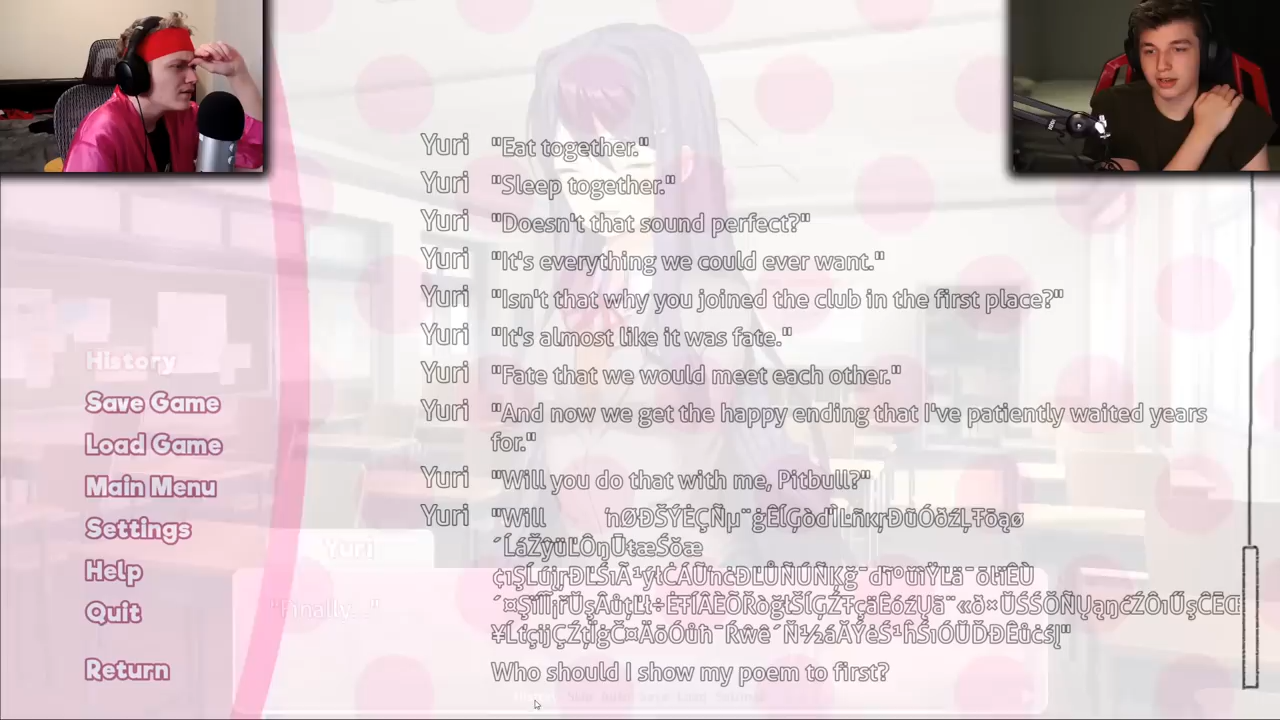 Yuri "Eat together."
Yuri "Sleep together."
Yuri "Doesn't that sound perfect?"
Yuri "It's everything we could ever want."
Yuri "Isn't that why you joined the club in the first place?"
Yuri "It's almost like it was fate."
Yuri "Fate that we would meet each other."
Yuri "And now we get the happy ending that I've patiently waited years
for."
Yuri "Will you do that with me, Pitbull?"
Yuri "Will
Who should I show my poem to first?
History
Save Game
Load Game
Main Menu
Settings
Help
Quit
Return
Yuri
"Finally..."